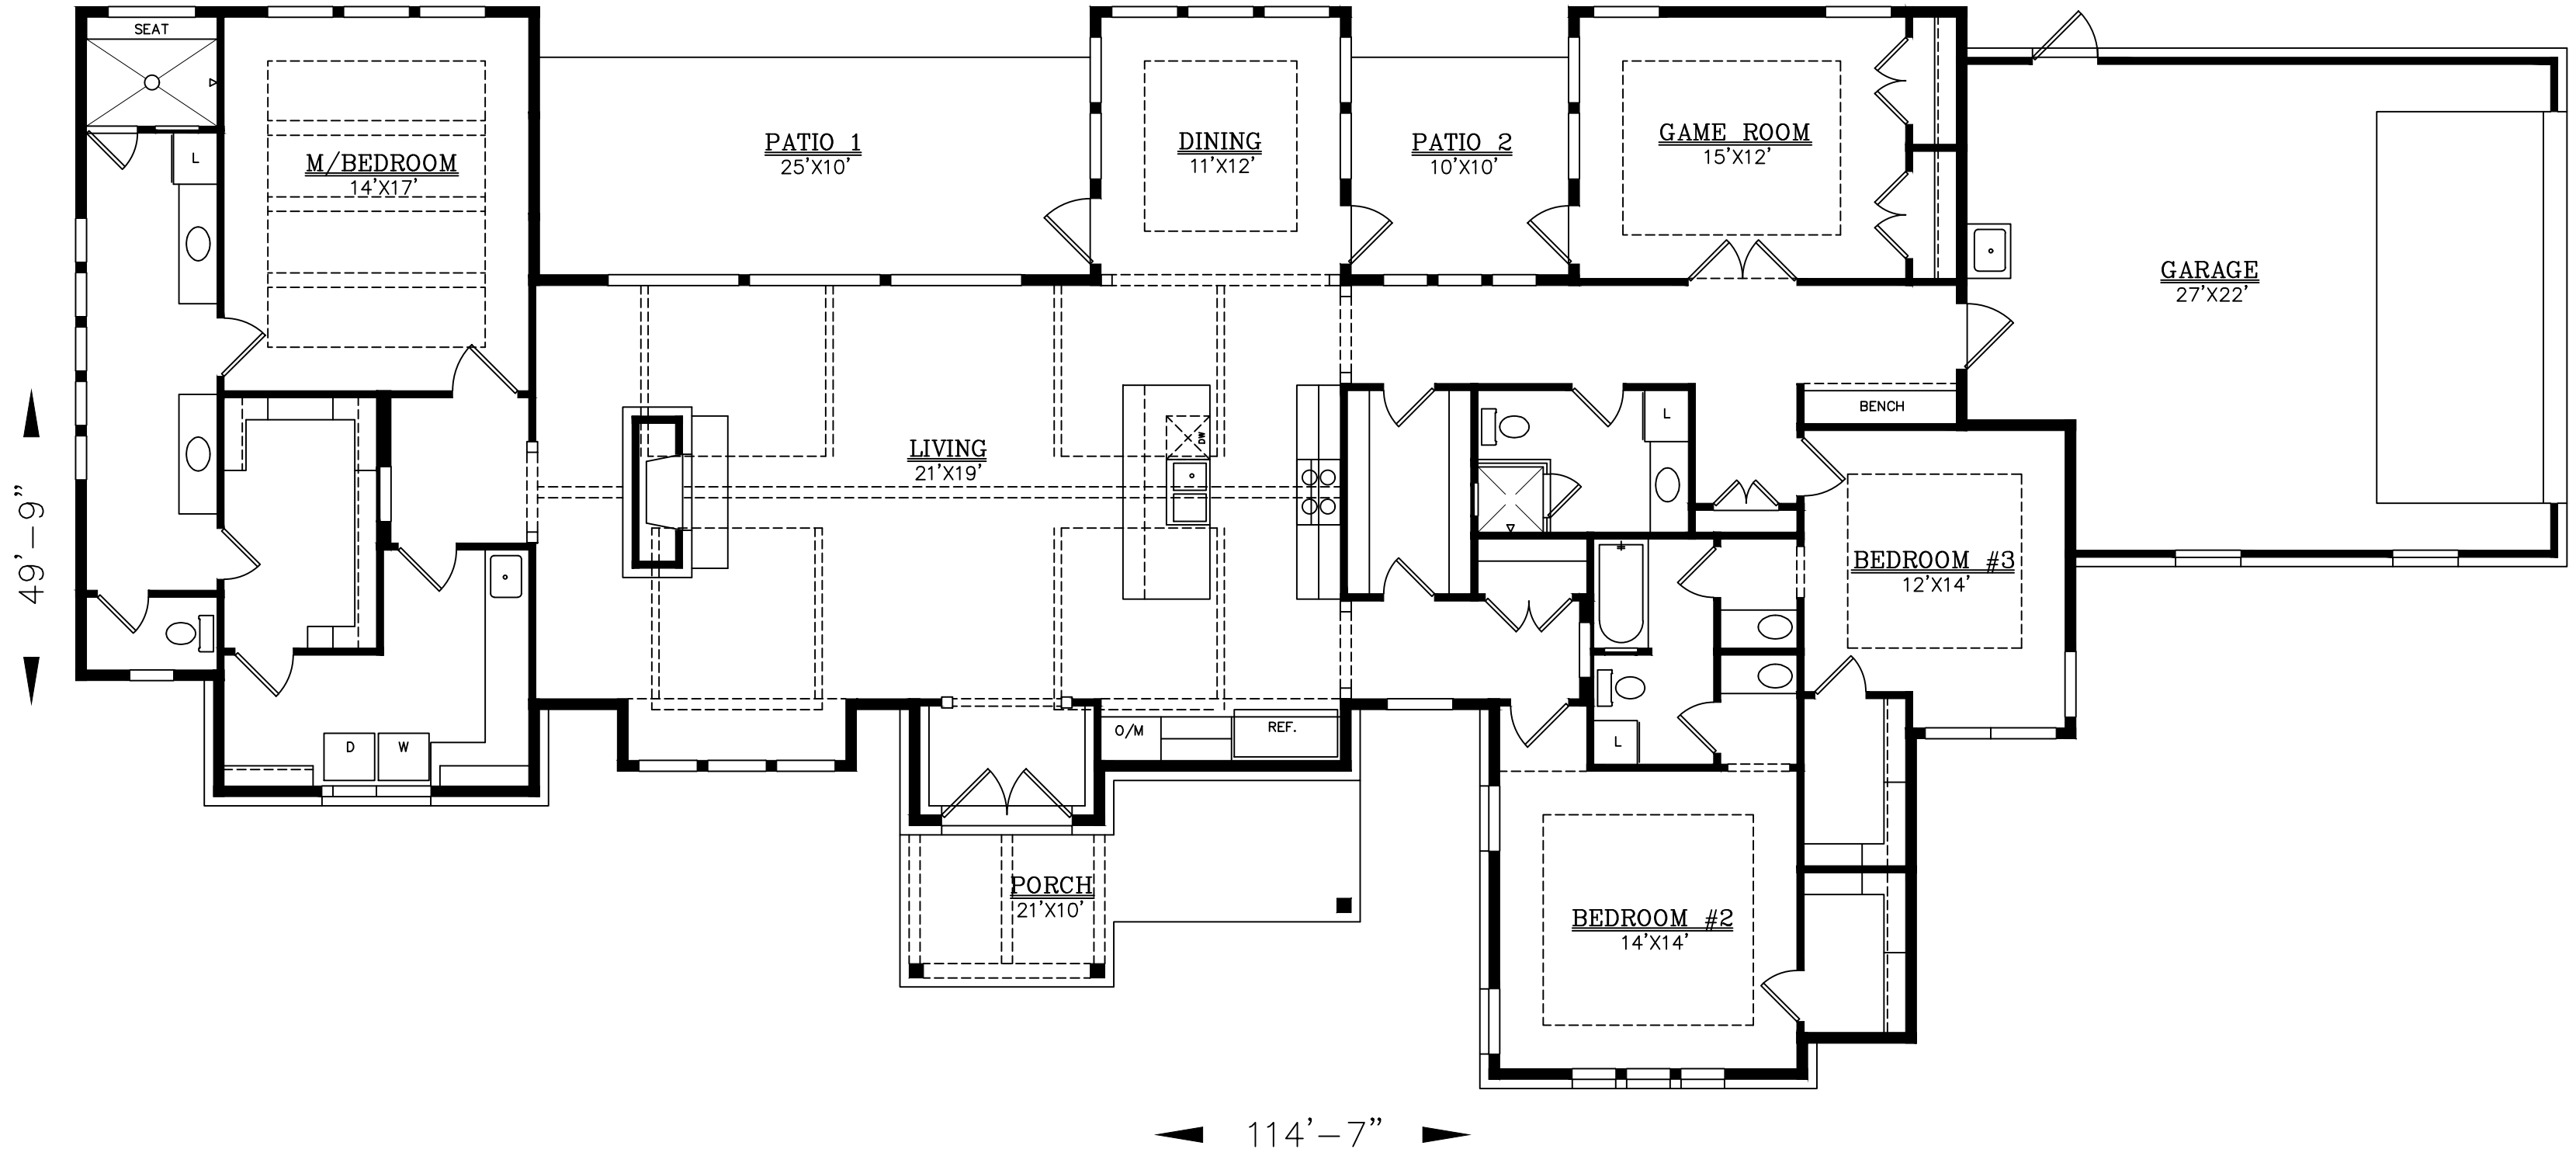 SEAT
L
M/BEDROOM
14'X17'
PATIO 1
25'X10'
DINING
11'X12'
PATIO 2
10'X10'
GAME ROOM
15'X12'
GARAGE
27'X22'
LIVING
21'X19'
DW
L
BENCH
BEDROOM #3
12'X14'
49'-9"
D
W
O/M
REF.
L
PORCH
21'X10'
BEDROOM #2
14'X14'
114'-7"